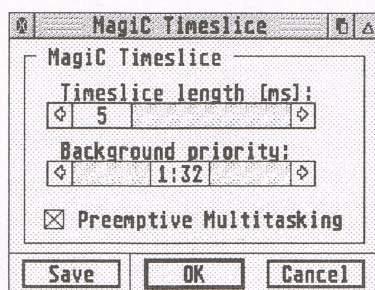 MagiC Timeslice
MagiC Timeslice
Timeslice length [ms]:
5
Background priority:
1:32
Preemptive Multitasking
Save OK Cancel